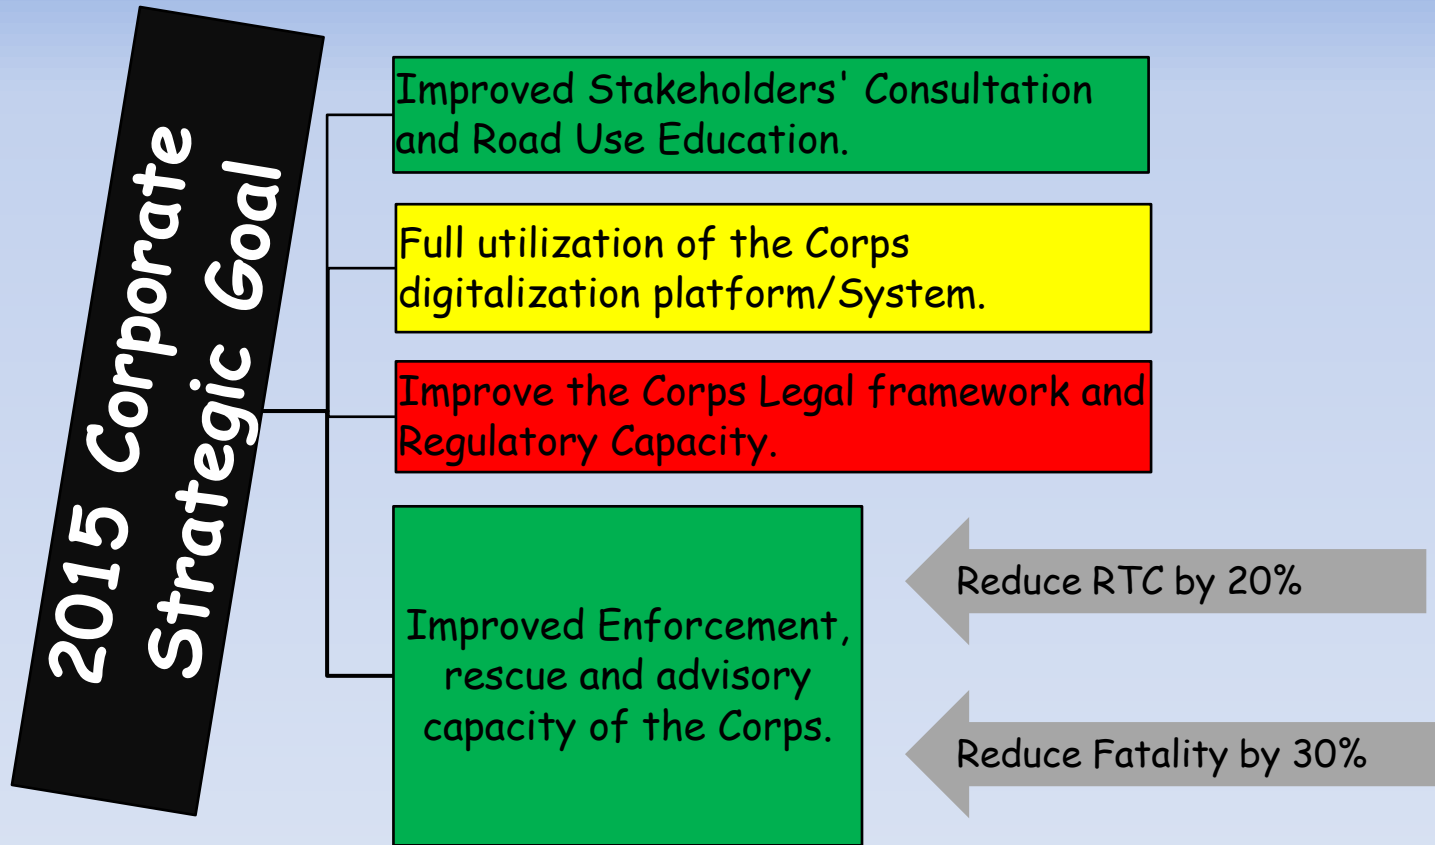 2015 Corporate
Strategic Goal
Improved Stakeholders' Consultation
and Road Use Education.
Full utilization of the Corps
digitalization platform/System.
Improve the Corps Legal framework and
Regulatory Capacity.
Improved Enforcement,
rescue and advisory
capacity of the Corps.
Reduce RTC by 20%
Reduce Fatality by 30%